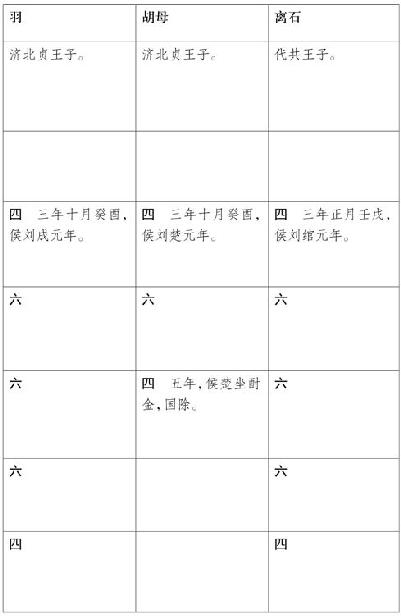 羽 胡母 离石
济北贞王子。 济北贞王子。 代共王子。
四 三年十月癸酉, 四 三年十月癸酉, 四 三年正月壬戌,
侯刘成元年。 侯刘楚元年。 侯刘绾元年。
六 六 六
六 四 五年,侯楚坐酎 六
金,国除。
六 六
四 四